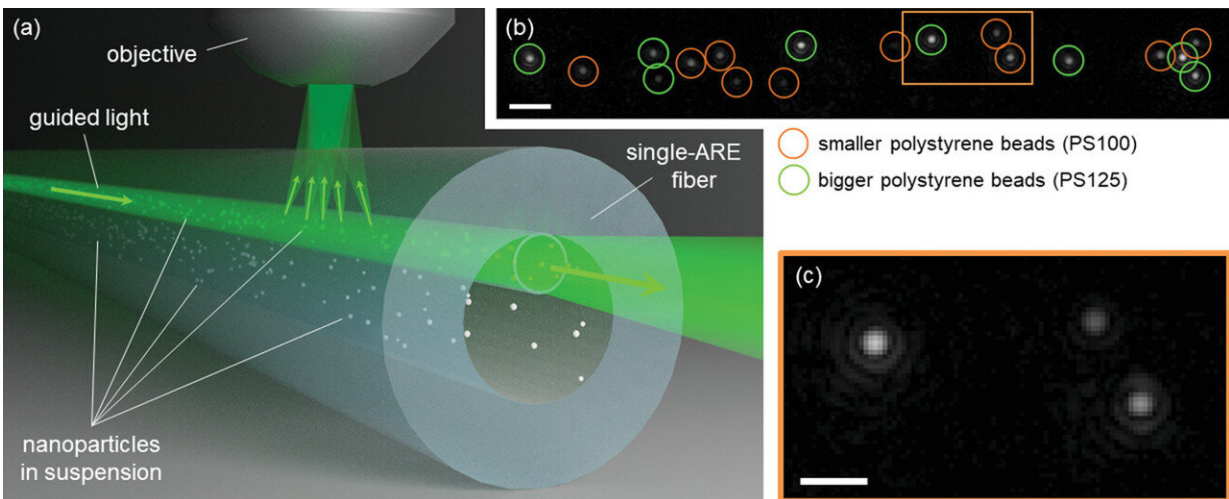 (a)
objective
guided light
single-ARE
fiber
nanoparticles
in suspension
(b)
smaller polystyrene beads (PS100)
bigger polystyrene beads (PS125)
(c)